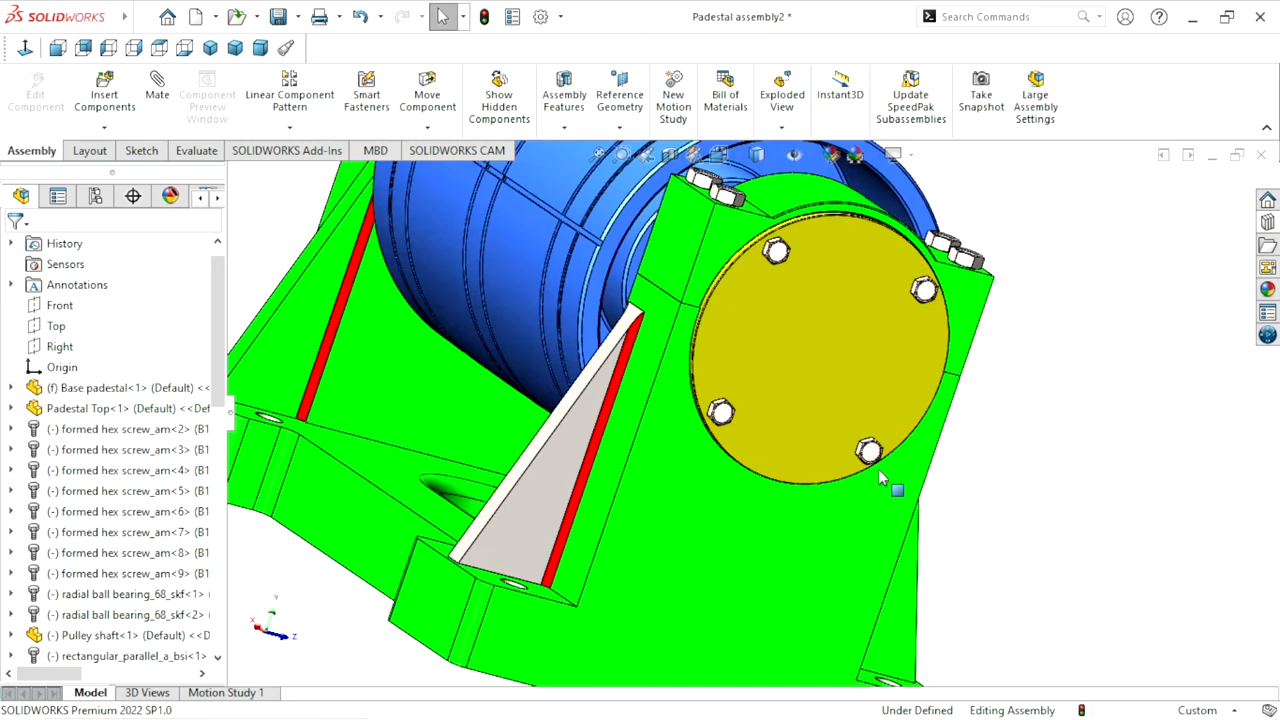 SOLIDWORKS
Padestal assembly2 *
Search Commands
Edit Component
Insert Components
Mate
Component Preview Window
Linear Component Pattern
Smart Fasteners
Move Component
Show Hidden Components
Assembly Features
Reference Geometry
New Motion Study
Bill of Materials
Exploded View
Instant3D
Update SpeedPak Subassemblies
Take Snapshot
Large Assembly Settings
Assembly
Layout
Sketch
Evaluate
SOLIDWORKS Add-Ins
MBD
SOLIDWORKS CAM
History
Sensors
Annotations
Front
Top
Right
Origin
(f) Base padestal<1> (Default) <<
Padestal Top<1> (Default) <<Def
(-) formed hex screw_am<2> (B1
(-) formed hex screw_am<3> (B1
(-) formed hex screw_am<4> (B1
(-) formed hex screw_am<5> (B1
(-) formed hex screw_am<6> (B1
(-) formed hex screw_am<7> (B1
(-) formed hex screw_am<8> (B1
(-) formed hex screw_am<9> (B1
(-) radial ball bearing_68_skf<1> (
(-) radial ball bearing_68_skf<2> (
(-) Pulley shaft<1> (Default) <<D
(-) rectangular_parallel_a_bsi<1>
Y
X
Z
Model
3D Views
Motion Study 1
SOLIDWORKS Premium 2022 SP1.0
Under Defined
Editing Assembly
Custom